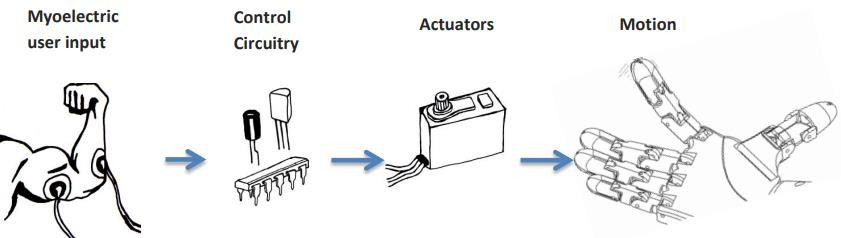 Myoelectric
user input
Control
Circuitry
Actuators
Motion